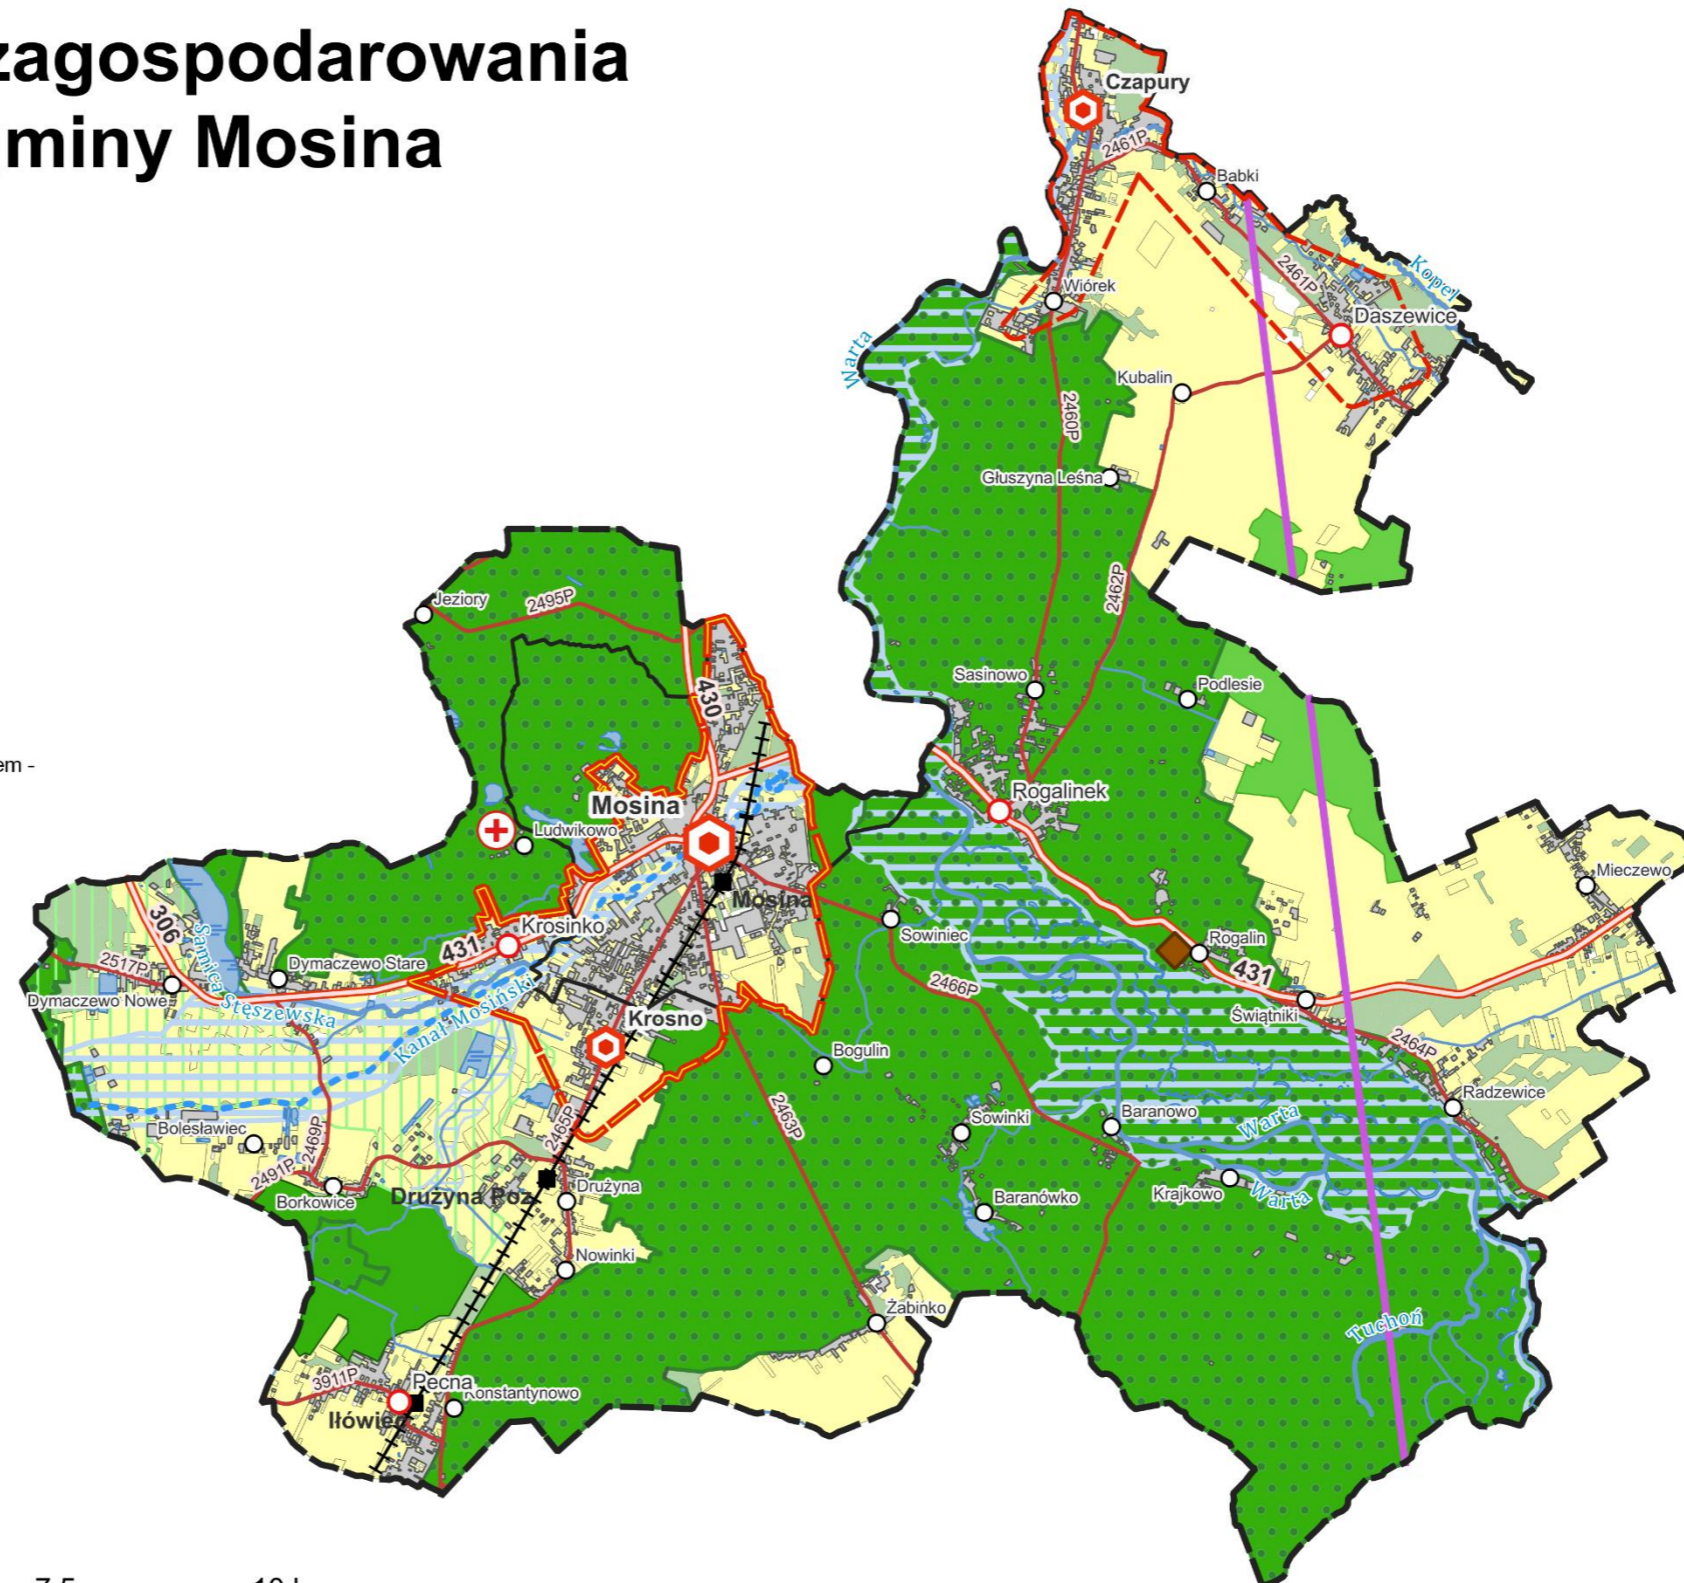 zagospodarowania
gminy Mosina
Czapury
2461P
Babki
Kopel
2461P
Wiórek
Daszewice
Warta
Kubalin
2460P
Głuszyna Leśna
2462P
Jeziory
2495P
Sasinowo
Podlesie
430
em -
Rogalinek
Mosina
Ludwikowo
Mieczewo
Mosina
306
Samica Stęszewska
Krosinko
Sowiniec
Rogalin
431
431
2517P
Dymaczewo Stare
Dymaczewo Nowe
2466P
Świątniki
Kanał Mosiński
Krosno
2464P
Bogulin
Radzewice
Bolesławiec
2469P
2465P
2463P
Sowinki
Baranowo
Warta
2491P
Borkowice
Drużyna Poz.
Drużyna
Baranówko
Krajkowo
Warta
Nowinki
Żabinko
Tuchoń
3911P
Pecna
Konstantynowo
Iłówiec